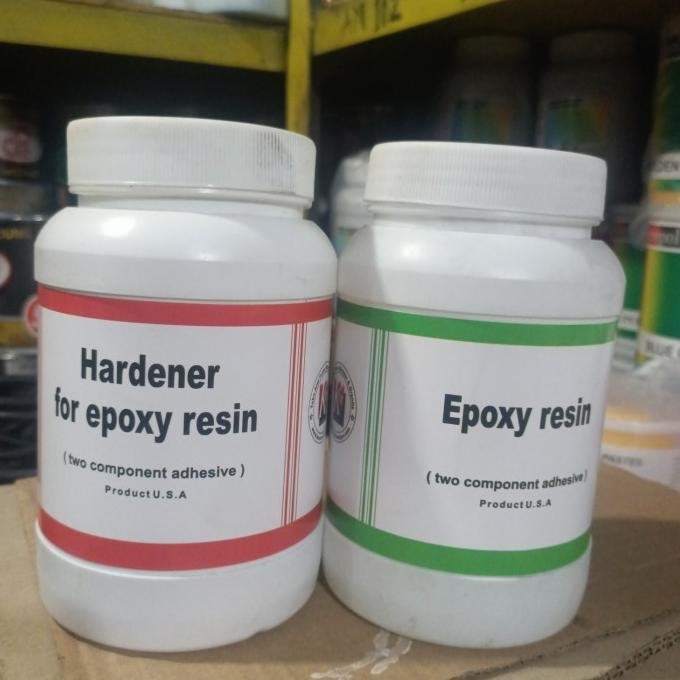 Hardener
for epoxy resin
( two component adhesive )
Product U.S.A
Epoxy resin
( two component adhesive )
Product U.S.A